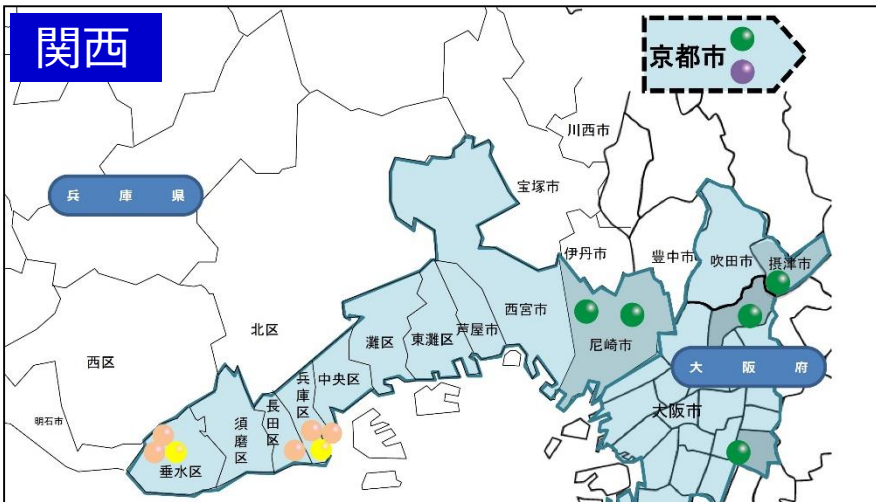 関西
京都市
川西市
兵庫県
宝塚市
伊丹市
豊中市
吹田市
摂津市
西宮市
北区
灘区
東灘区
芦屋市
尼崎市
西区
中央区
兵庫区
大阪府
長田区
須磨区
大阪市
明石市
垂水区